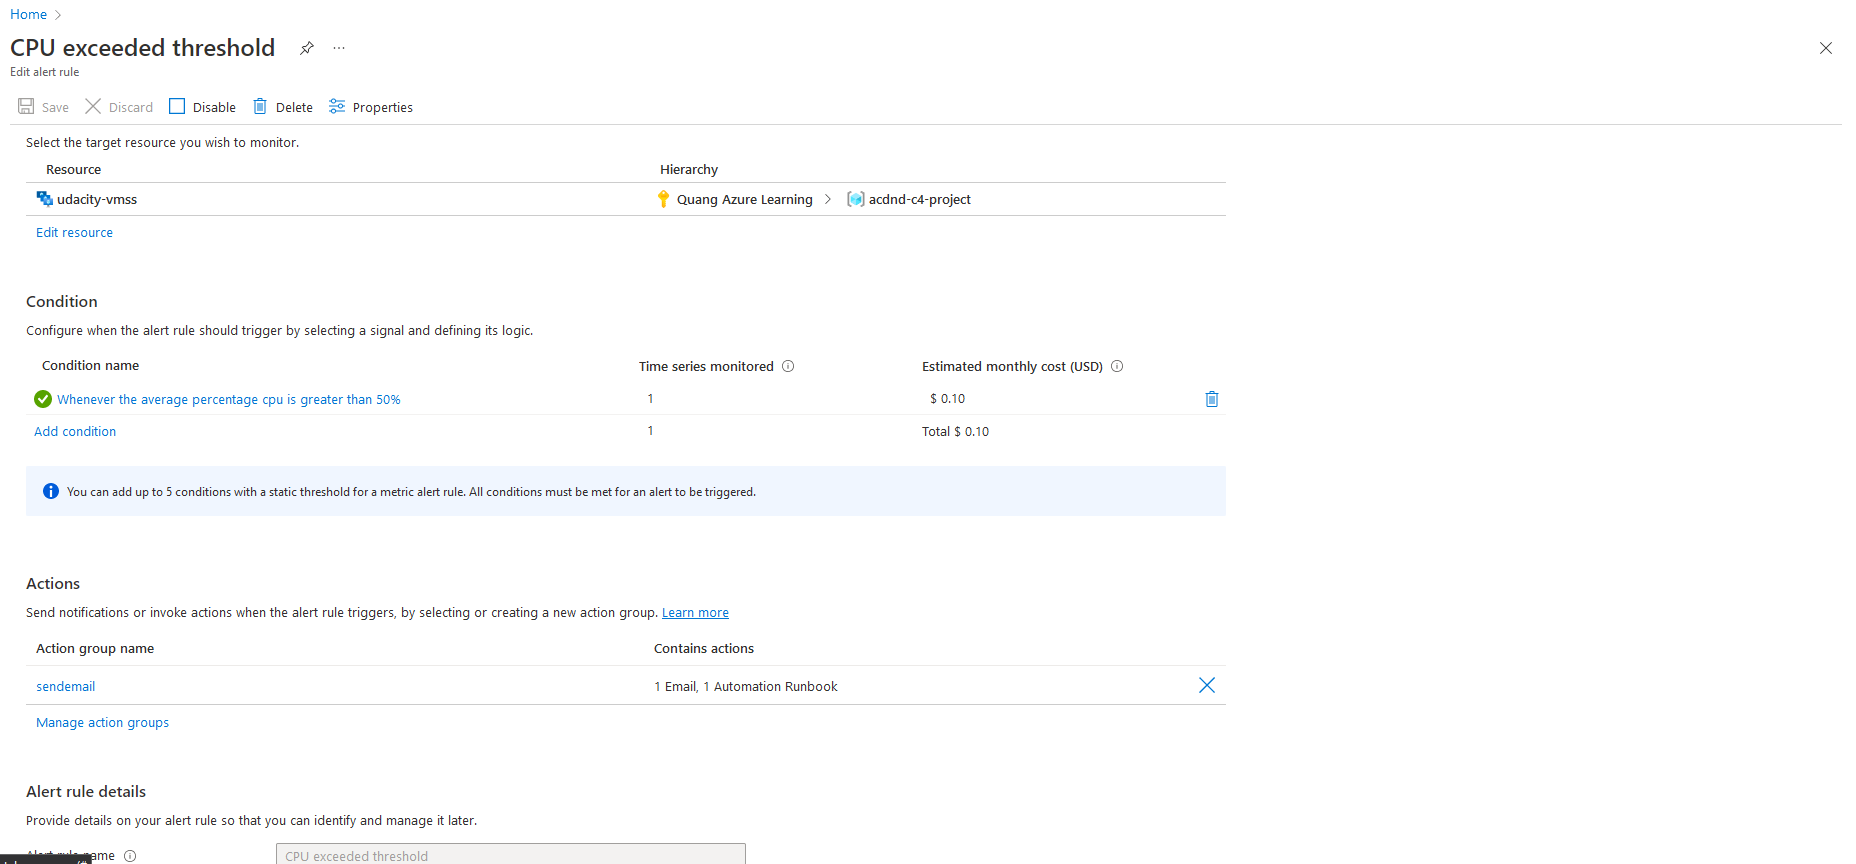 Home
CPU exceeded threshold
Edit alert rule
Save Discard Disable Delete Properties
Select the target resource you wish to monitor.
Resource Hierarchy
udacity-vmss Quang Azure Learning > acdnd-c4-project
Edit resource
Condition
Configure when the alert rule should trigger by selecting a signal and defining its logic.
Condition name Time series monitored Estimated monthly cost (USD)
Whenever the average percentage cpu is greater than 50% 1 $ 0.10
Add condition 1 Total $ 0.10
You can add up to 5 conditions with a static threshold for a metric alert rule. All conditions must be met for an alert to be triggered.
Actions
Send notifications or invoke actions when the alert rule triggers, by selecting or creating a new action group. Learn more
Action group name Contains actions
sendemail 1 Email, 1 Automation Runbook
Manage action groups
Alert rule details
Provide details on your alert rule so that you can identify and manage it later.
Alert rule name CPU exceeded threshold